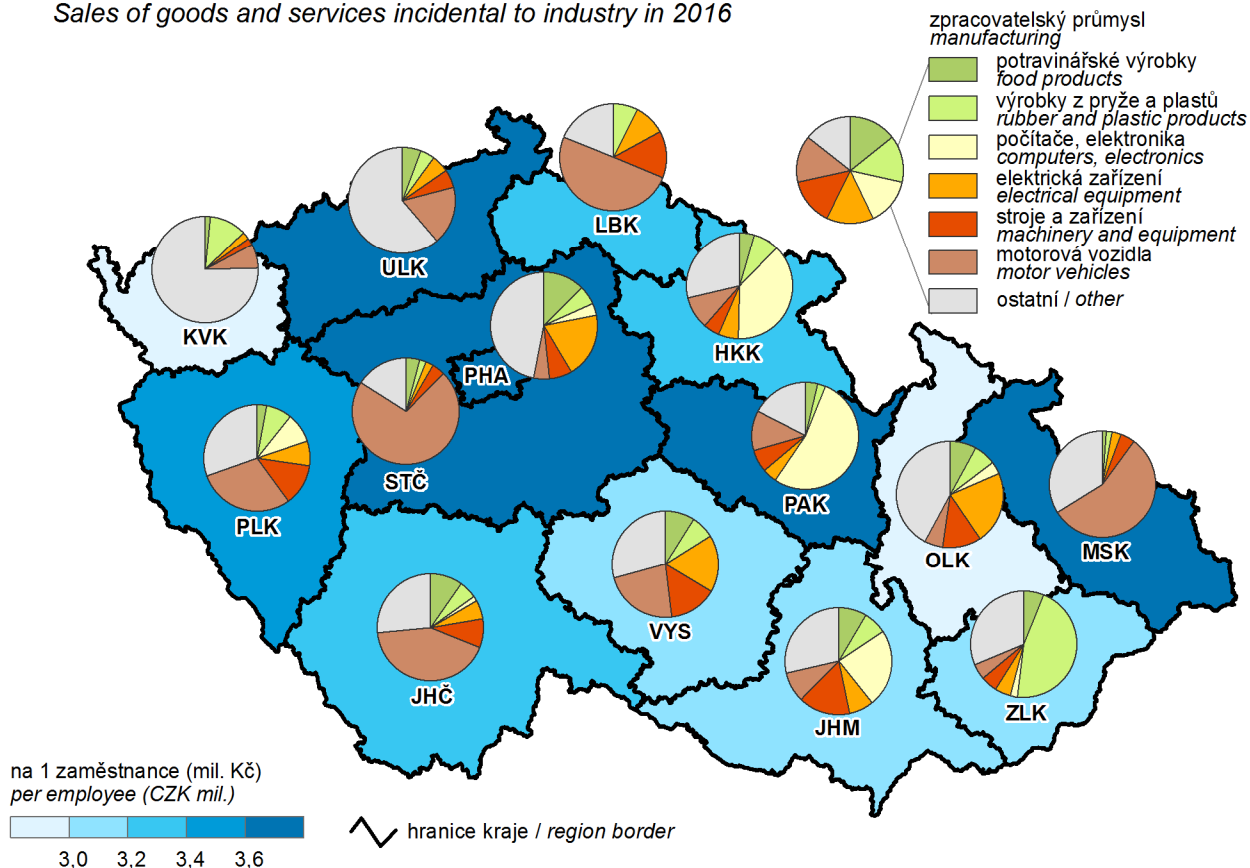 Sales of goods and services incidental to industry in 2016
zpracovatelský průmysl
manufacturing
potravinářské výrobky
food products
výrobky z pryže a plastů
rubber and plastic products
počítače, elektronika
computers, electronics
elektrická zařízení
electrical equipment
stroje a zařízení
machinery and equipment
motorová vozidla
motor vehicles
ostatní / other
LBK
ULK
KVK
HKK
PHA
STČ
PLK
PAK
OLK
MSK
VYS
JHČ
JHM
ZLK
na 1 zaměstnance (mil. Kč)
per employee (CZK mil.)
3,0 3,2 3,4 3,6
hranice kraje / region border